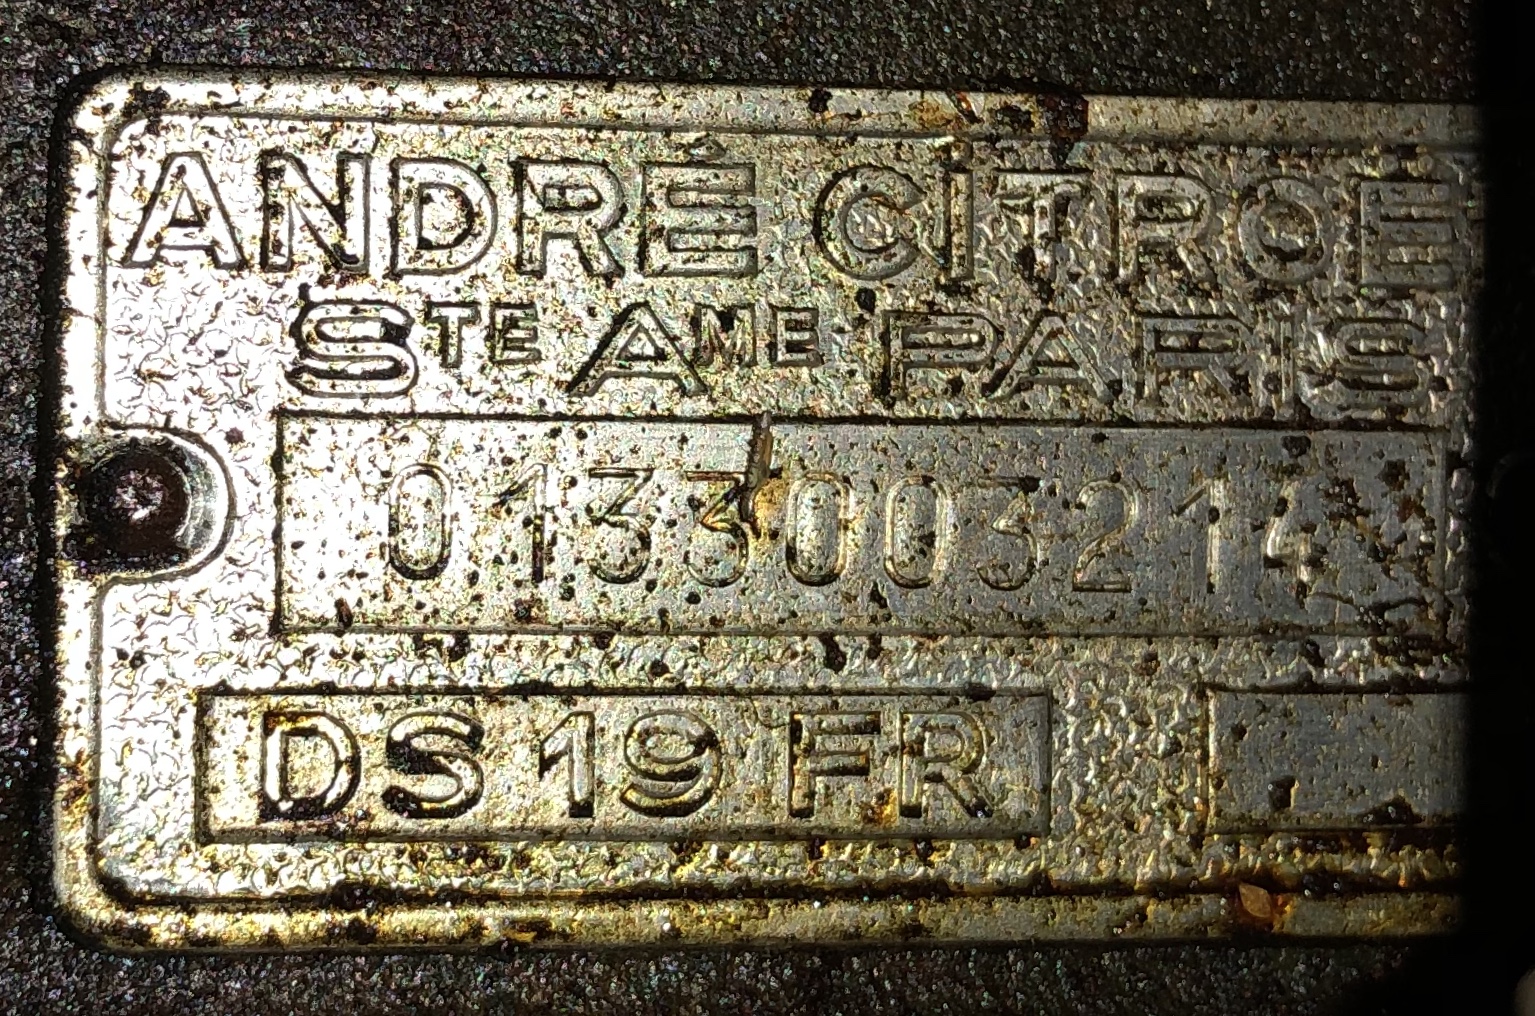 ANDRÉ CITROË
STE AME PARIS
0133003214
DS 19 FR